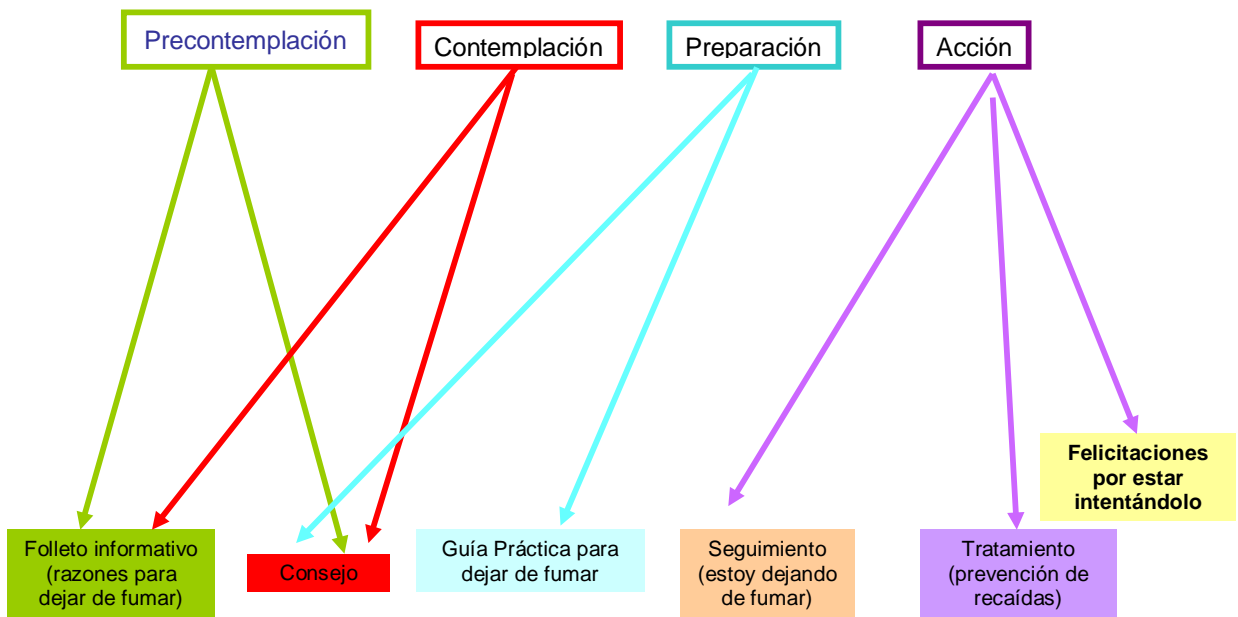 Precontemplación
Contemplación
Preparación
Acción
Felicitaciones
por estar
intentándolo
Folleto informativo
(razones para
dejar de fumar)
Consejo
Guía Práctica para
dejar de fumar
Seguimiento
(estoy dejando
de fumar)
Tratamiento
(prevención de
recaídas)